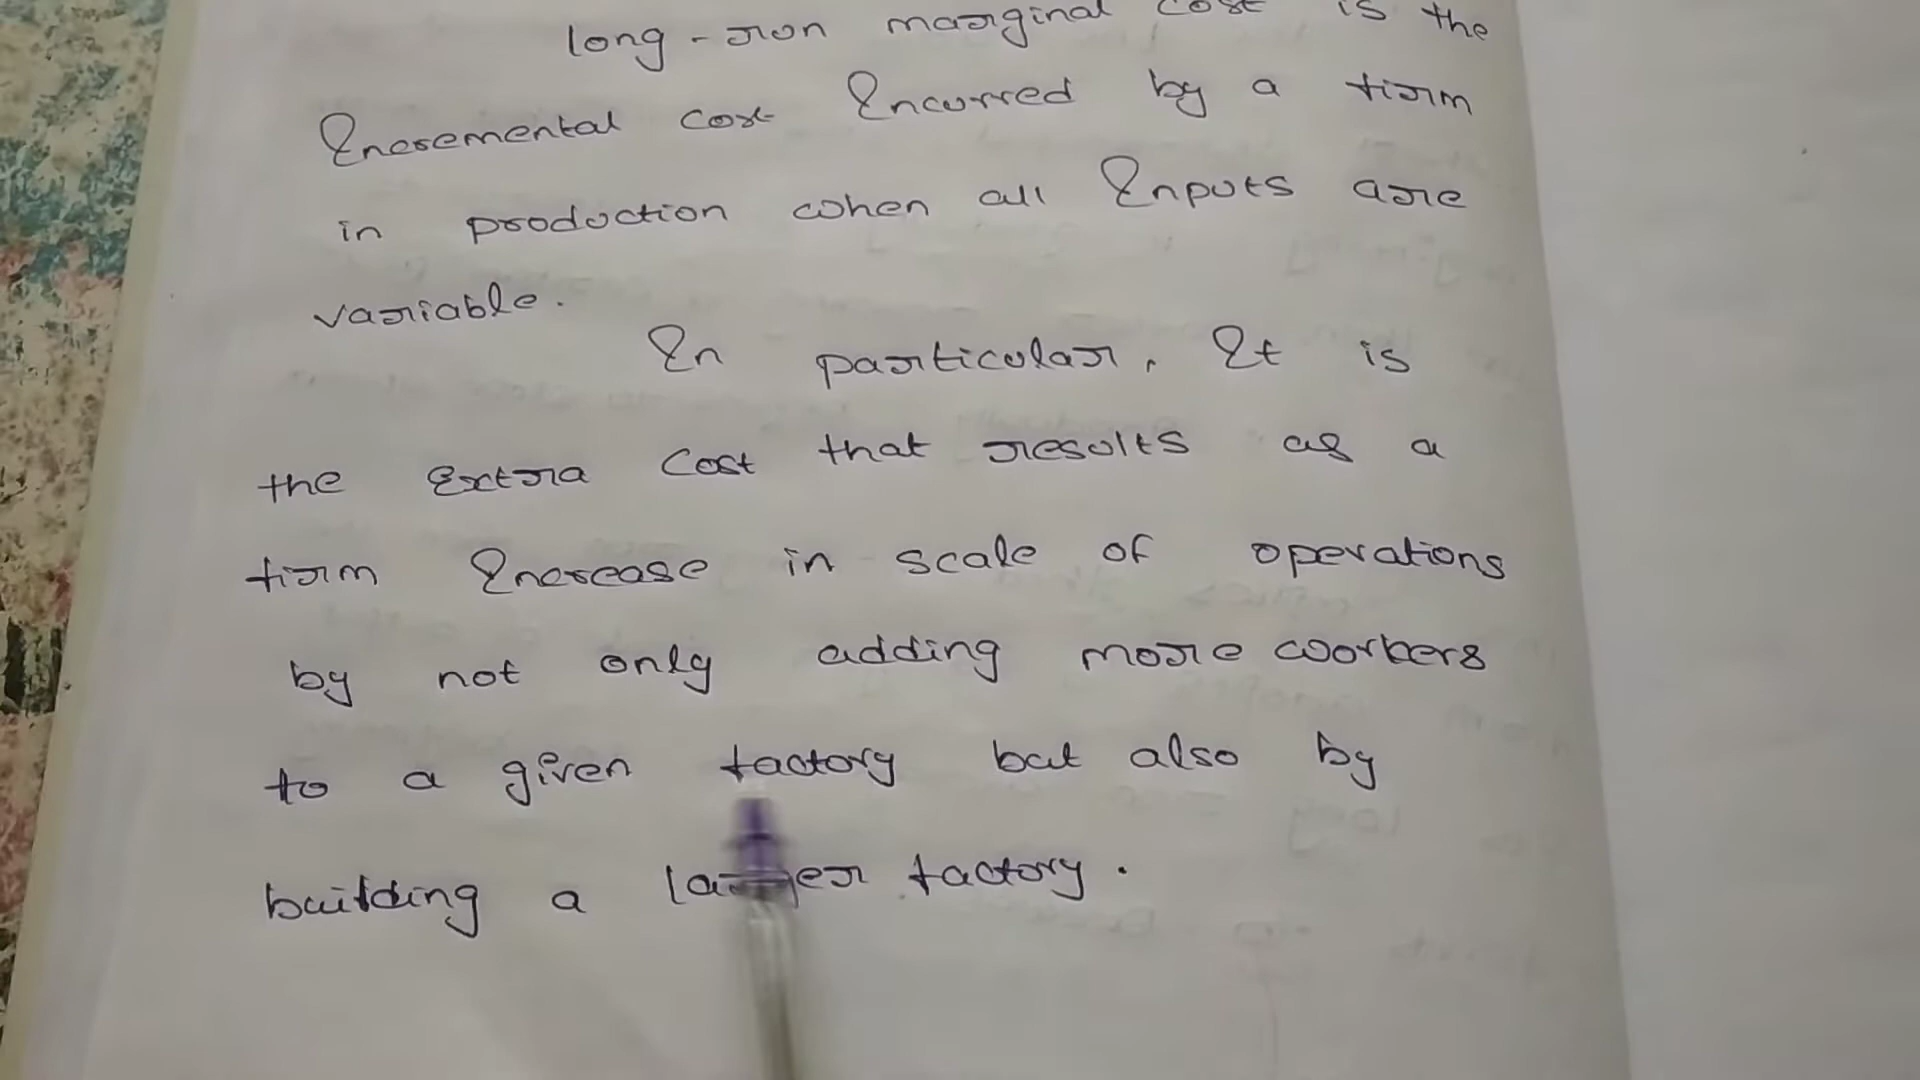 long-run marginal cost is the
Incremental cost Incurred by a firm
in production when all Inputs are
variable.
In particular, It is
the Extra Cost that results as a
firm Increase in scale of operations
by not only adding more workers
to a given factory but also by
building a larger factory.